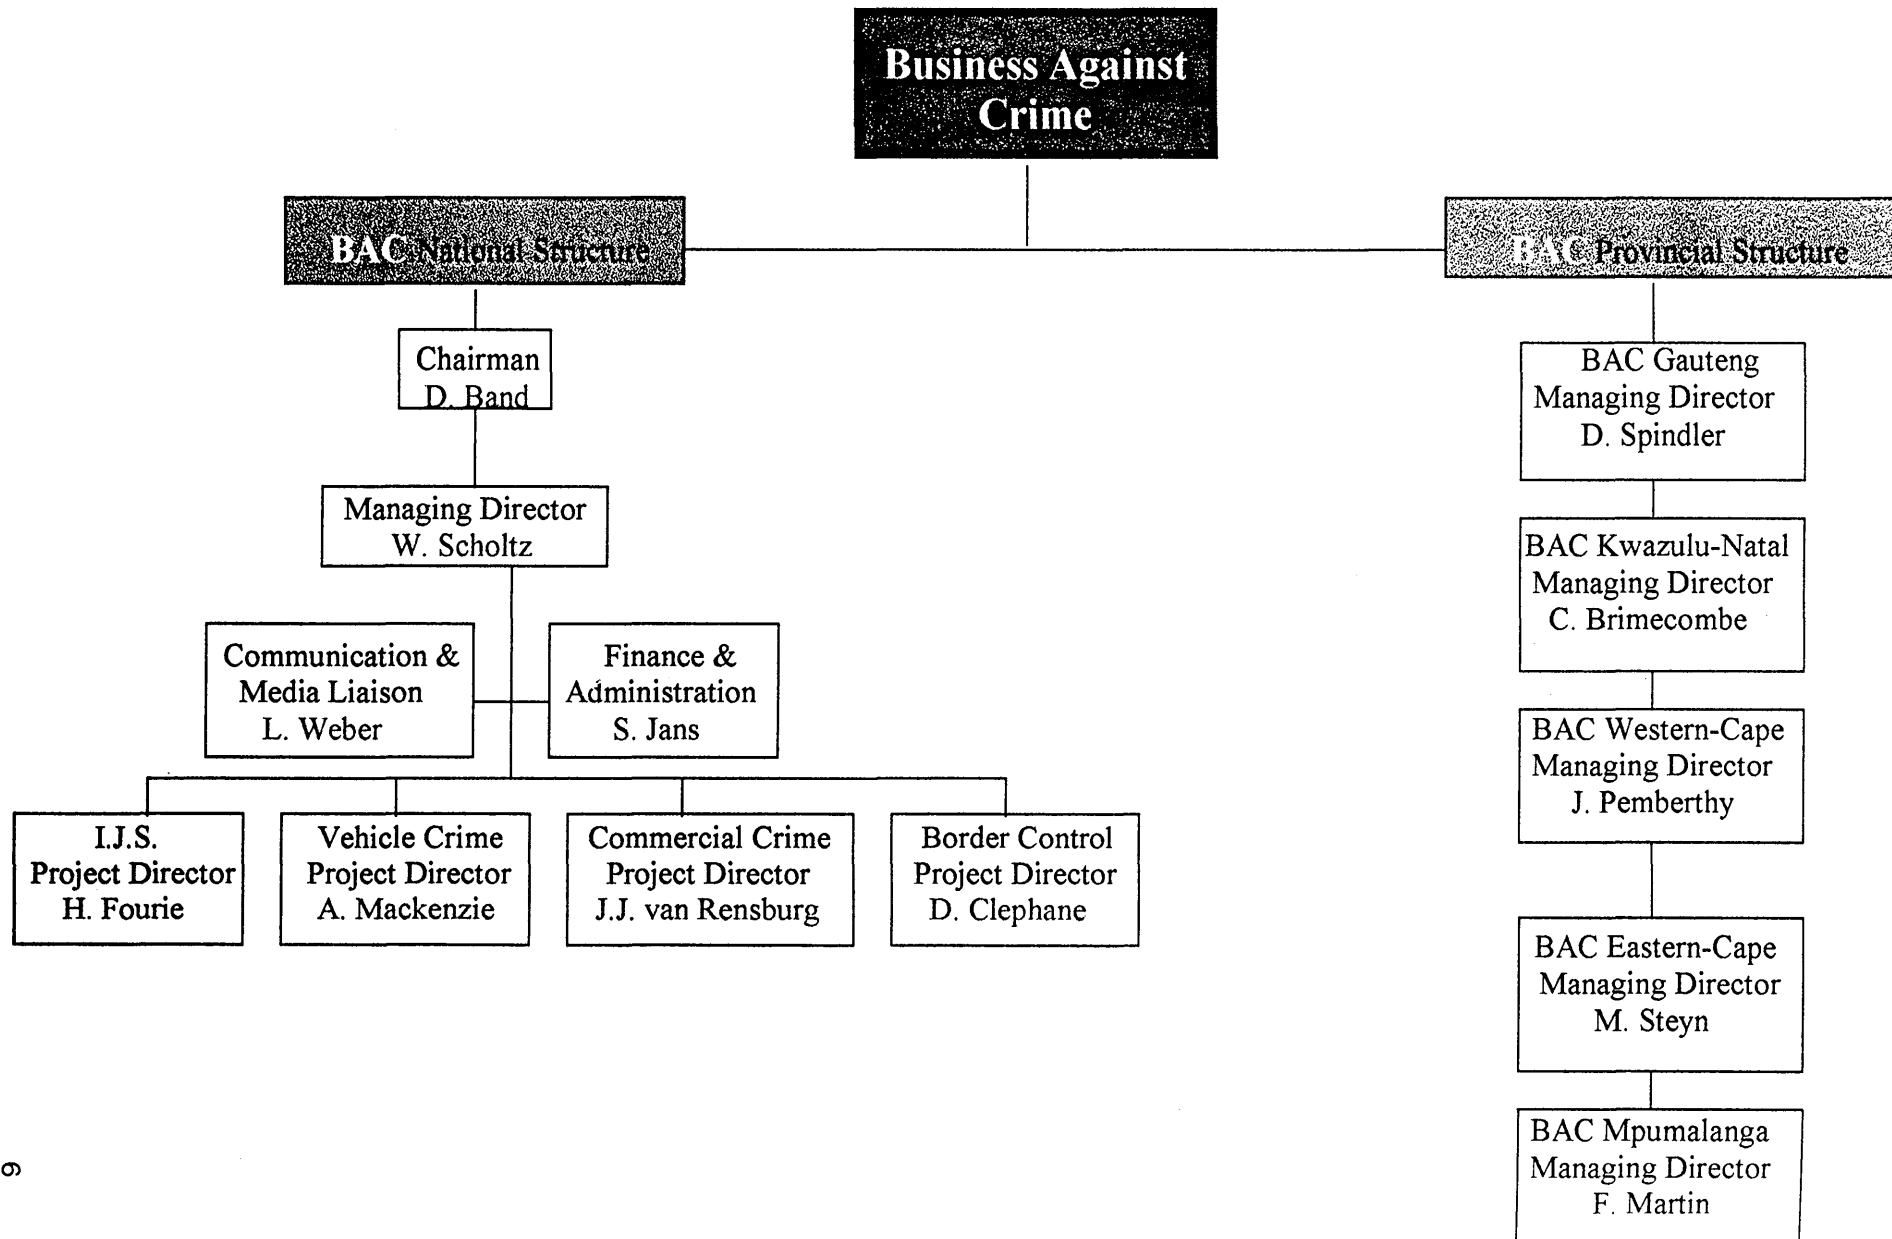 Business Against
Crime
BAC National Structure
Chairman
D. Band
Managing Director
W. Scholtz
Communication &
Media Liaison
L. Weber
Finance &
Administration
S. Jans
I.J.S.
Project Director
H. Fourie
Vehicle Crime
Project Director
A. Mackenzie
Commercial Crime
Project Director
J.J. van Rensburg
Border Control
Project Director
D. Clephane
BAC Provincial Structure
BAC Gauteng
Managing Director
D. Spindler
BAC Kwazulu-Natal
Managing Director
C. Brimecombe
BAC Western-Cape
Managing Director
J. Pemberthy
BAC Eastern-Cape
Managing Director
M. Steyn
BAC Mpumalanga
Managing Director
F. Martin
6